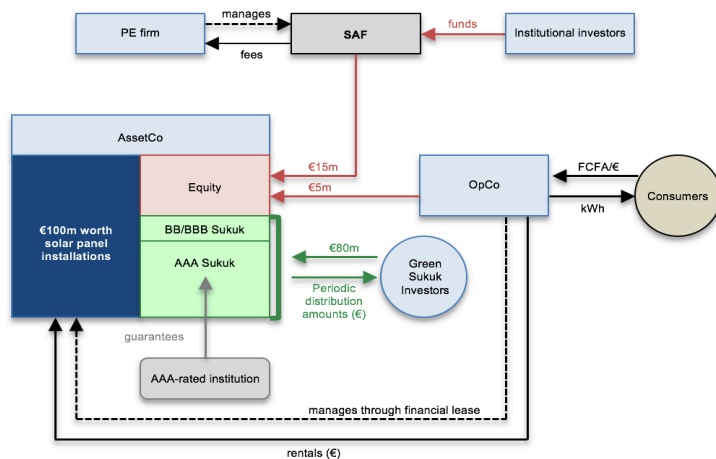 manages
PE firm
SAF
funds
Institutional investors
fees
AssetCo
€15m
Equity
€5m
OpCo
FCFA/€
Consumers
kWh
€100m worth
solar panel
installations
BB/BBB Sukuk
AAA Sukuk
€80m
Periodic
distribution
amounts (€)
Green
Sukuk
Investors
guarantees
AAA-rated institution
manages through financial lease
rentals (€)